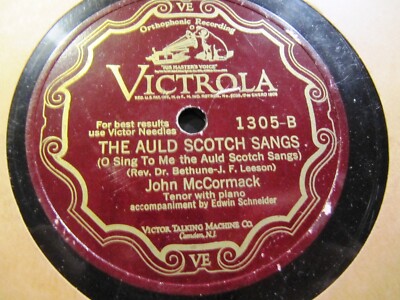 Orthophonic Recording
VE
"HIS MASTER'S VOICE"
VICTROLA
For best results
use Victor Needles
1305-B
THE AULD SCOTCH SANGS
(O Sing To Me the Auld Scotch Sangs)
(Rev. Dr. Bethune-J. F. Leeson)
John McCormack
Tenor with piano
accompaniment by Edwin Schneider
VICTOR TALKING MACHINE CO.
Camden, N.J.
VE